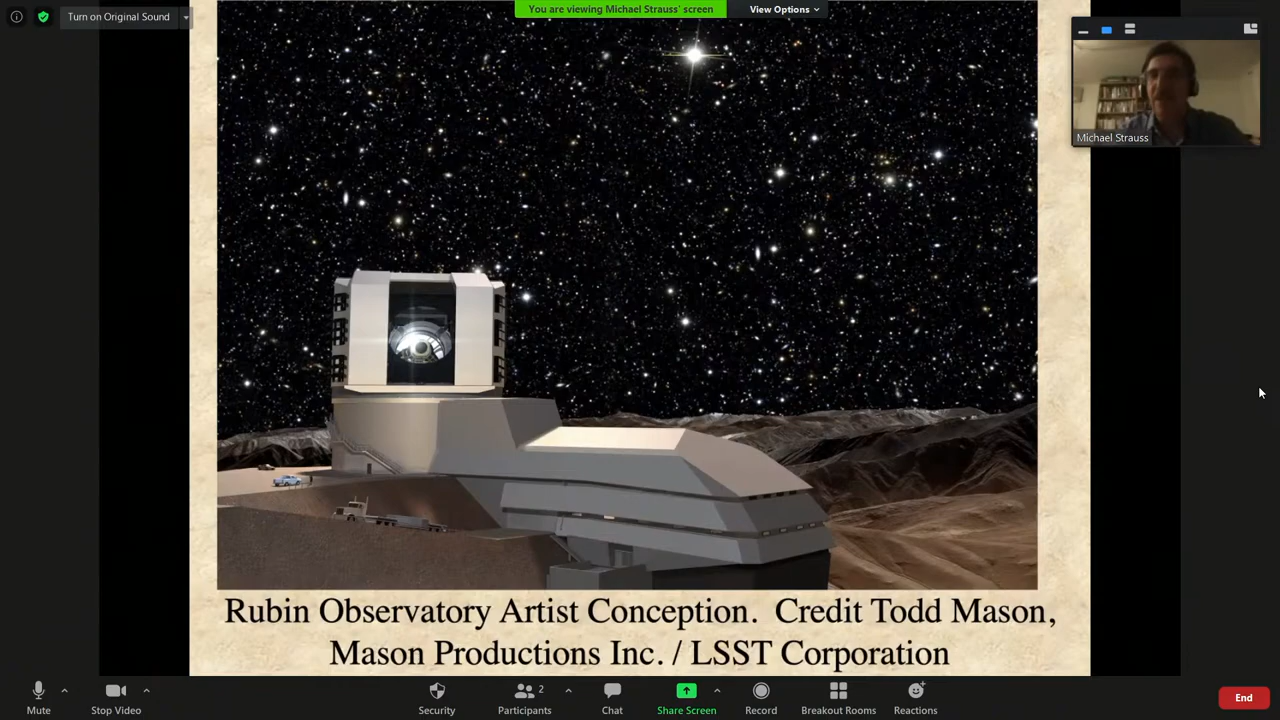 Turn on Original Sound
You are viewing Michael Strauss' screen
View Options
Michael Strauss
Rubin Observatory Artist Conception. Credit Todd Mason,
Mason Productions Inc. / LSST Corporation
Mute
Stop Video
Security
Participants
2
Chat
Share Screen
Record
Breakout Rooms
Reactions
End